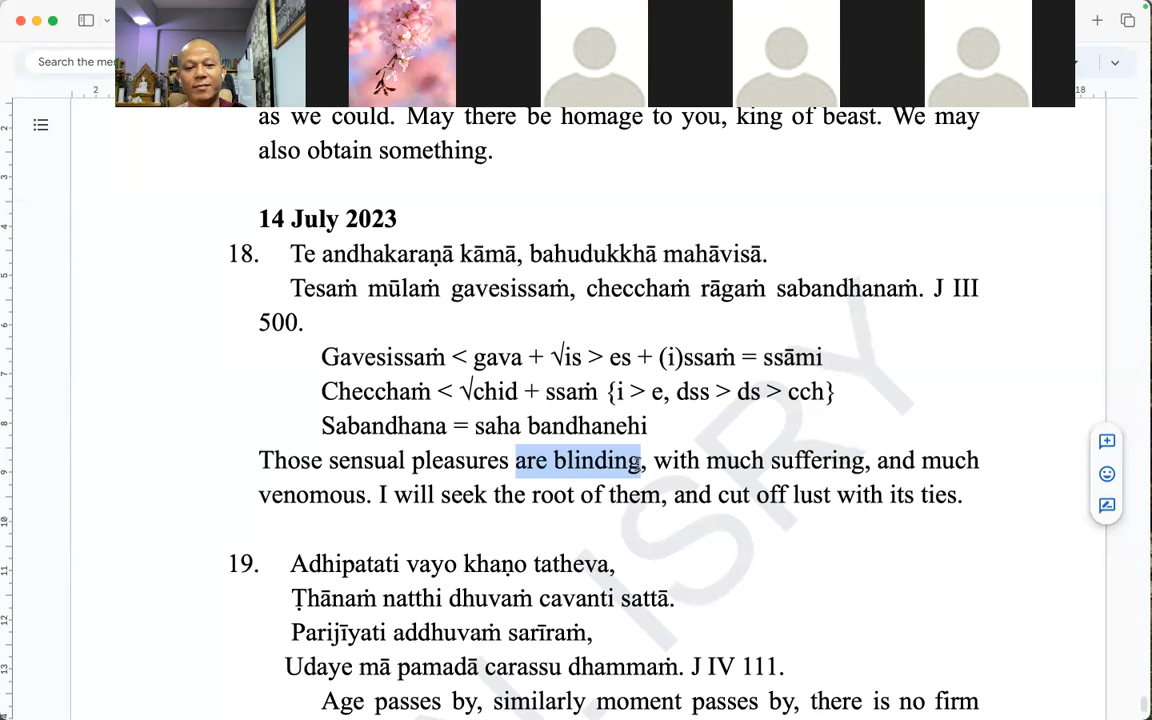 Search the me
2
18
as we could. May there be homage to you, king of beast. We may
also obtain something.
14 July 2023
18. Te andhakaraṇā kāmā, bahudukkhā mahāvisā.
Tesaṁ mūlaṁ gavesissaṁ, checchaṁ rāgaṁ sabandhanaṁ. J III
500.
Gavesissaṁ < gava + √is > es + (i)ssaṁ = ssāmi
Checchaṁ < √chid + ssaṁ {i > e, dss > ds > cch}
Sabandhana = saha bandhanehi
Those sensual pleasures are blinding, with much suffering, and much
venomous. I will seek the root of them, and cut off lust with its ties.
19. Adhipatati vayo khaṇo tatheva,
Ṭhānaṁ natthi dhuvaṁ cavanti sattā.
Parijīyati addhuvaṁ sarīraṁ,
Udaye mā pamadā carassu dhammaṁ. J IV 111.
Age passes by, similarly moment passes by, there is no firm
ISRY